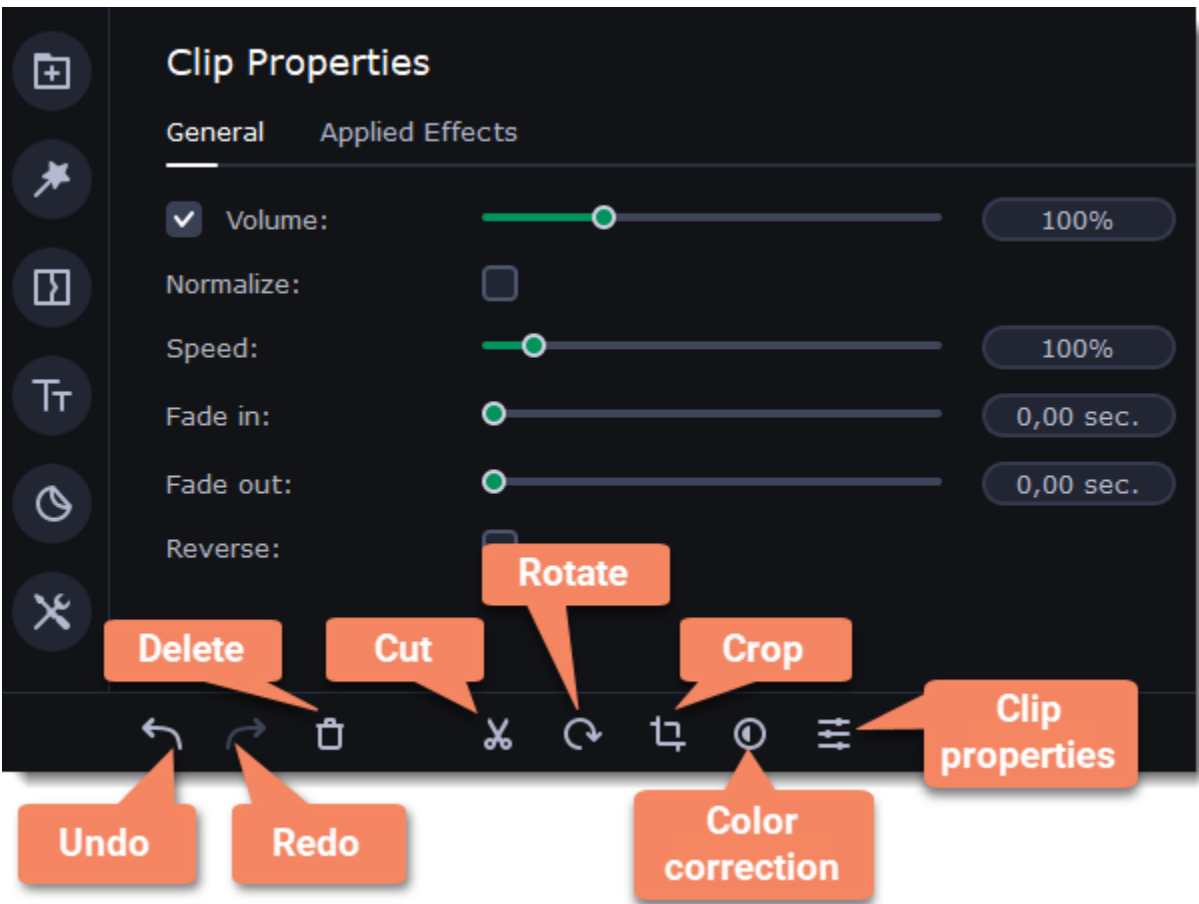 Clip Properties
General Applied Effects
Volume: 100%
Normalize:
Speed: 100%
Fade in: 0,00 sec.
Fade out: 0,00 sec.
Reverse:
Rotate
Delete
Cut
Crop
Clip
properties
Undo
Redo
Color
correction